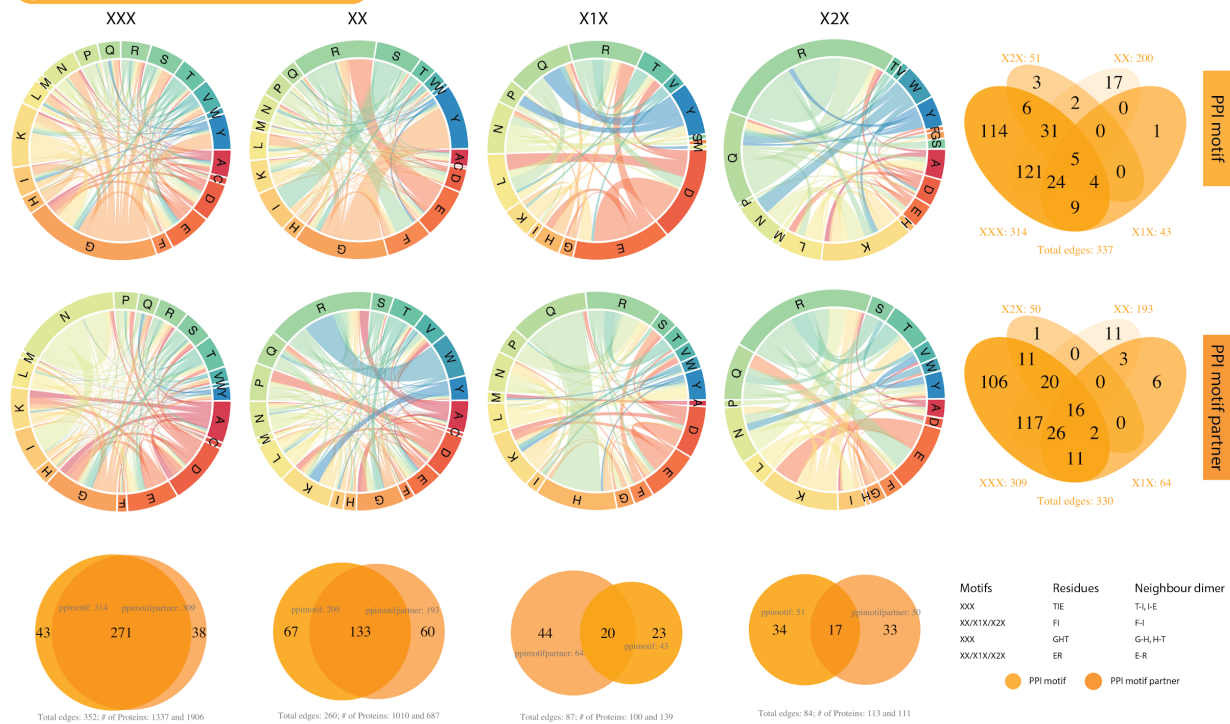 XXX XX X1X X2X
A C D E F G H I K L M N P Q R S T V W Y
A C D E F G H I K L M N P Q R S T V W Y
D E G H I K L N P Q R T V Y
A D E H K L M N P Q R T V W Y F G S
X2X: 51 XX: 200
3 17
6 2 0
114 31 0 1
5
121 24 4 0
9
XXX: 314 X1X: 43
Total edges: 337
PPI motif
A C D E F G H I K L M N P Q R S T V W Y
A C D E F G H I K L M N P Q R S T V W Y
A D E F G H I K L M N P Q R S T V W Y
A D E F G H I K L N P Q R S T V W Y
X2X: 50 XX: 193
1 11
11 0 3
106 20 0 6
16
117 26 2 0
11
XXX: 309 X1X: 64
Total edges: 330
PPI motif partner
ppimotif: 314 ppimotifpartner: 309
43 271 38
Total edges: 352; # of Proteins: 1337 and 1906
ppimotif: 200 ppimotifpartner: 193
67 133 60
Total edges: 260; # of Proteins: 1010 and 687
44 20 23
ppimotifpartner: 64 ppimotif: 43
Total edges: 87; # of Proteins: 100 and 139
ppimotif: 51 ppimotifpartner: 50
34 17 33
Total edges: 84; # of Proteins: 113 and 111
Motifs Residues Neighbour dimer
XXX TIE T-I, I-E
XX/X1X/X2X FI F-I
XXX GHT G-H, H-T
XX/X1X/X2X ER E-R
PPI motif PPI motif partner